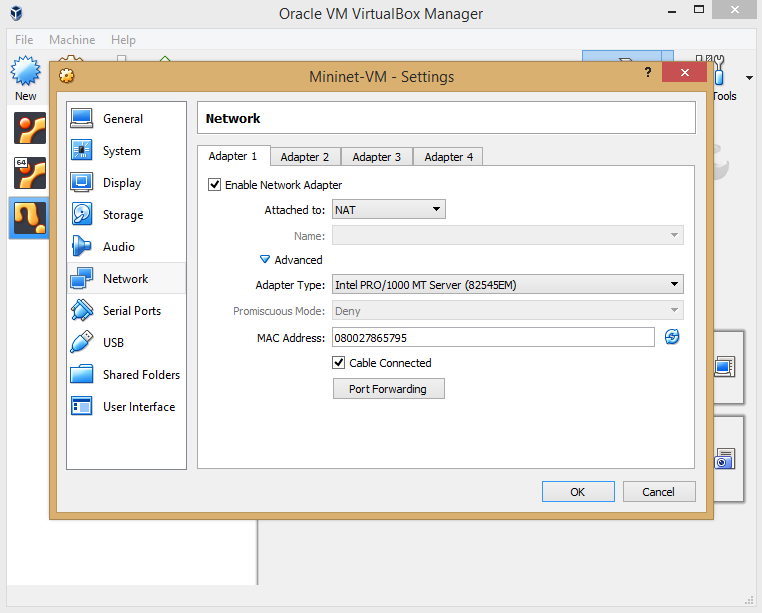 Oracle VM VirtualBox Manager
File Machine Help
New
Tools
Mininet-VM - Settings
?
General
System
Display
Storage
Audio
Network
Serial Ports
USB
Shared Folders
User Interface
64
Network
Adapter 1 Adapter 2 Adapter 3 Adapter 4
Enable Network Adapter
Attached to: NAT
Name:
Advanced
Adapter Type: Intel PRO/1000 MT Server (82545EM)
Promiscuous Mode: Deny
MAC Address: 080027865795
Cable Connected
Port Forwarding
OK Cancel